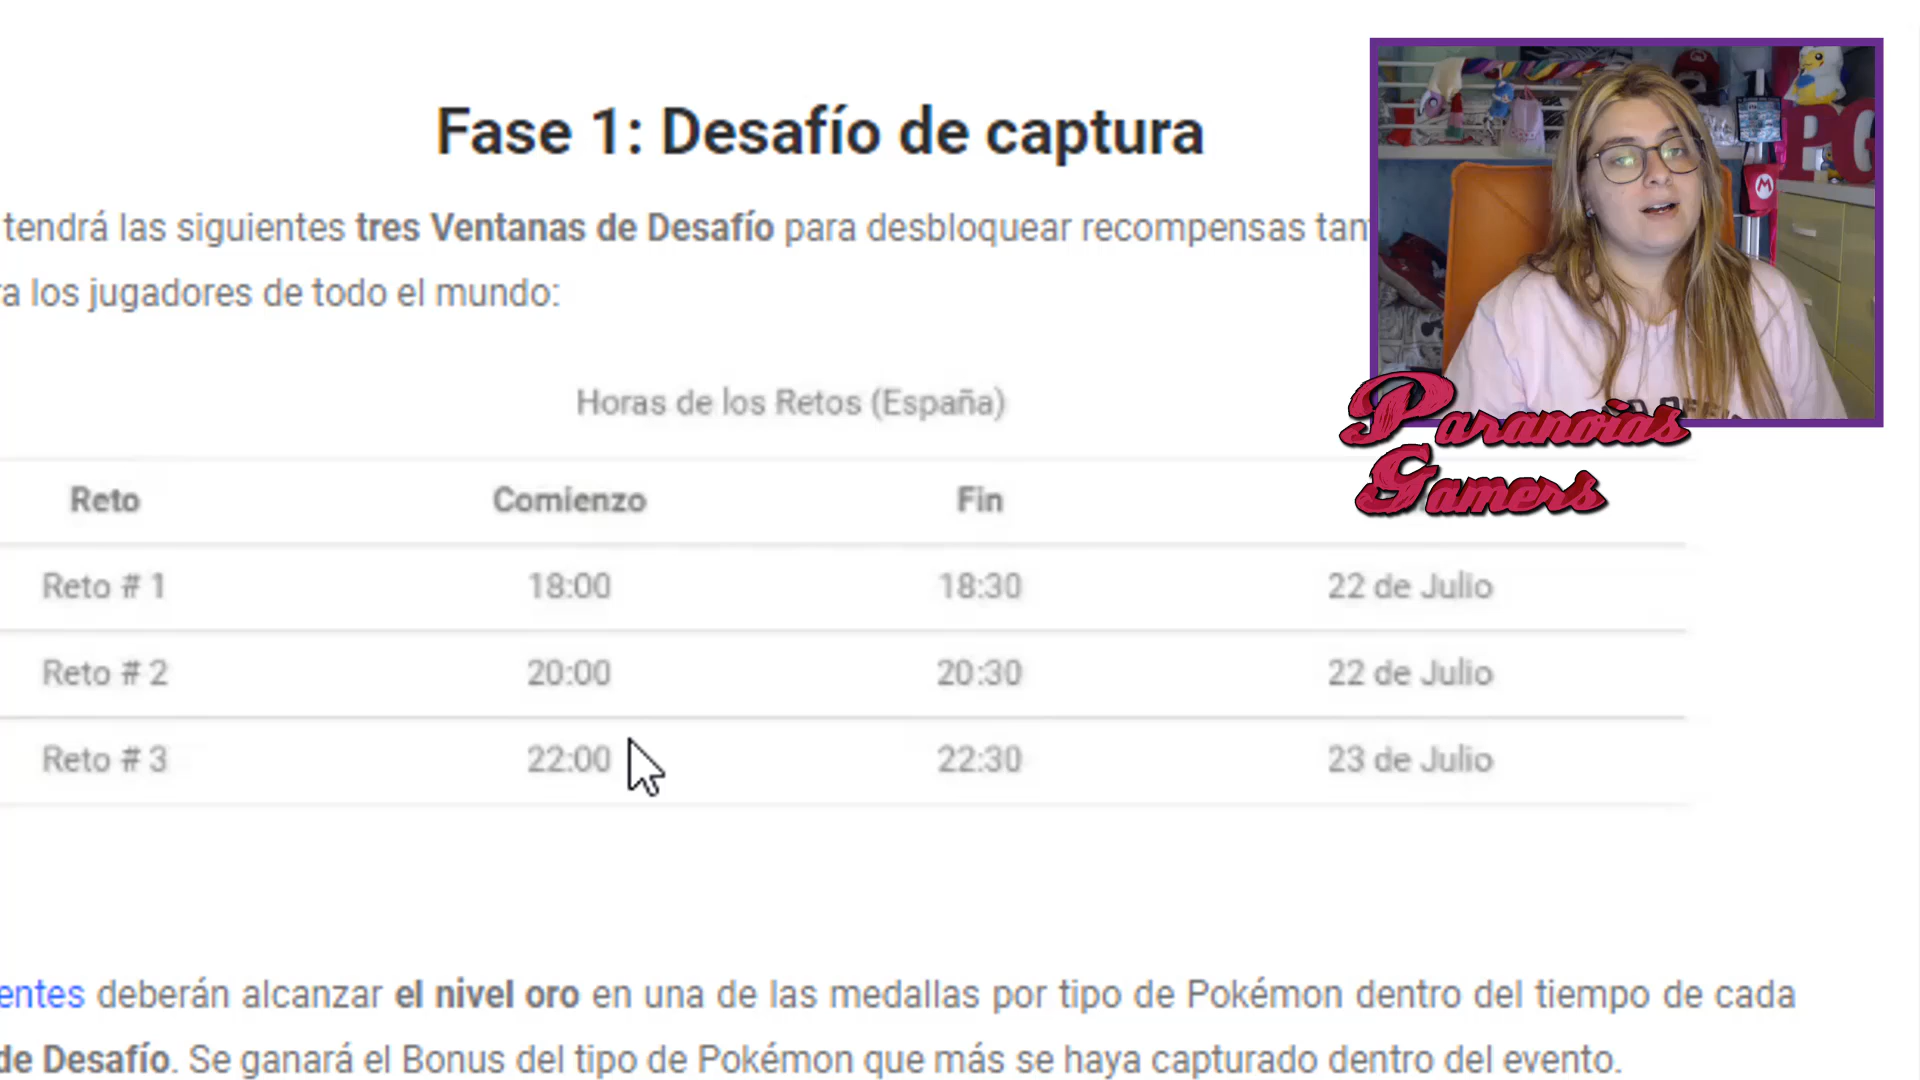 Fase 1: Desafío de captura
tendrá las siguientes tres Ventanas de Desafío para desbloquear recompensas
los jugadores de todo el mundo:
Horas de los Retos (España)
Reto Comienzo Fin
Reto # 1 18:00 18:30 22 de Julio
Reto # 2 20:00 20:30 22 de Julio
Reto # 3 22:00 22:30 23 de Julio
deberán alcanzar el nivel oro en una de las medallas por tipo de Pokémon dentro del tiempo de cada
de Desafío. Se ganará el Bonus del tipo de Pokémon que más se haya capturado dentro del evento.
Paranoias
Gamers
PG
M